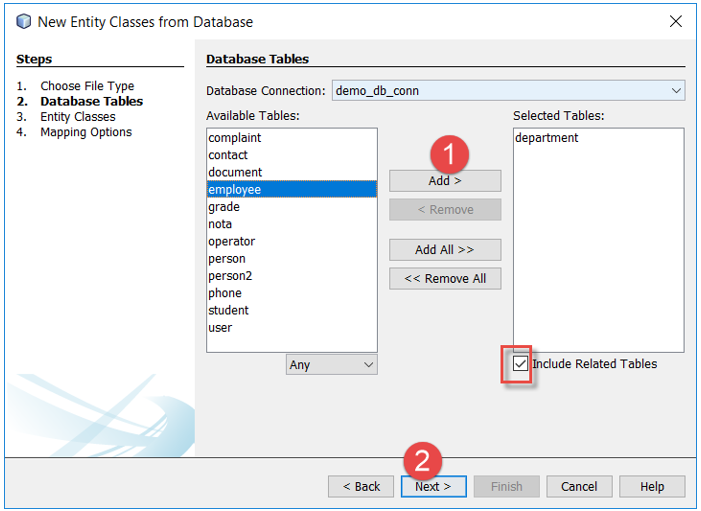 New Entity Classes from Database
Steps
1. Choose File Type
2. Database Tables
3. Entity Classes
4. Mapping Options
Database Tables
Database Connection: demo_db_conn
Available Tables:
complaint
contact
document
employee
grade
nota
operator
person
person2
phone
student
user
Any
1
Add >
< Remove
Add All >>
<< Remove All
Selected Tables:
department
Include Related Tables
2
< Back
Next >
Finish
Cancel
Help